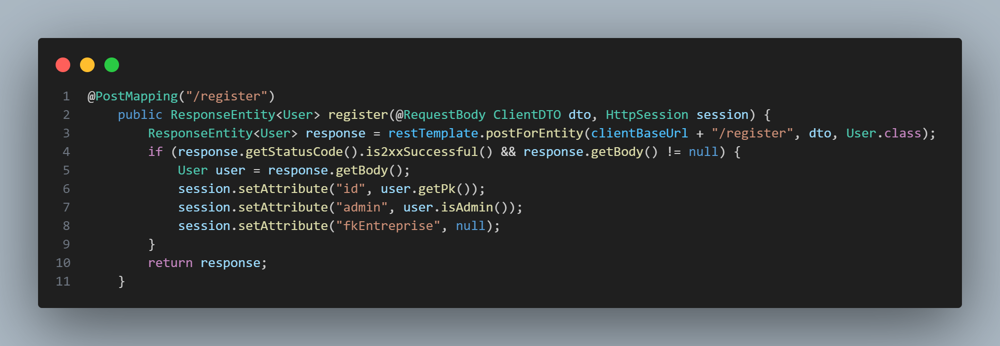 1 @PostMapping("/register")
2     public ResponseEntity<User> register(@RequestBody ClientDTO dto, HttpSession session) {
3         ResponseEntity<User> response = restTemplate.postForEntity(clientBaseUrl + "/register", dto, User.class);
4         if (response.getStatusCode().is2xxSuccessful() && response.getBody() != null) {
5             User user = response.getBody();
6             session.setAttribute("id", user.getPk());
7             session.setAttribute("admin", user.isAdmin());
8             session.setAttribute("fkEntreprise", null);
9         }
10         return response;
11     }